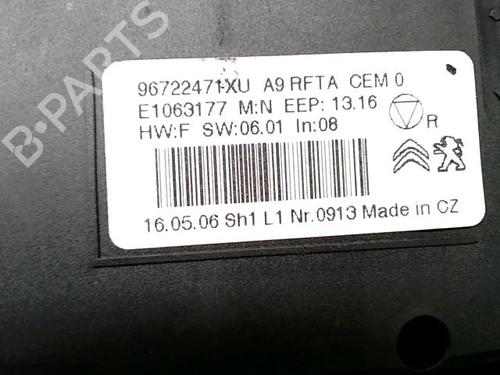 B-PARTS
96722471XU A9 RFTA CEM 0
E1063177 M:N EEP: 13.16
HW:F SW:06.01 In:08
R
16.05.06 Sh1 L1 Nr.0913 Made in CZ